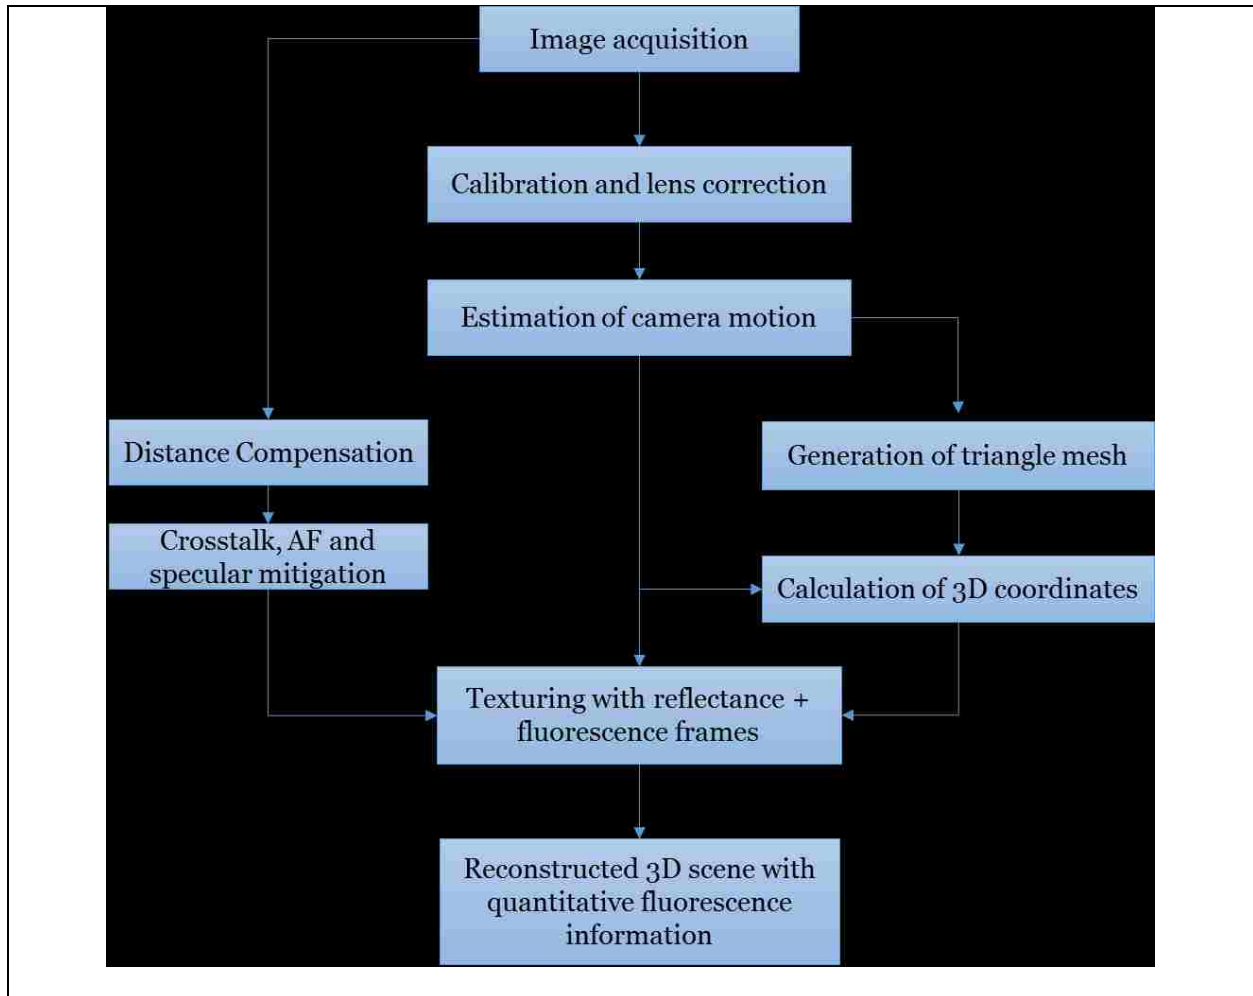 Image acquisition
Calibration and lens correction
Estimation of camera motion
Distance Compensation
Generation of triangle mesh
Crosstalk, AF and
specular mitigation
Calculation of 3D coordinates
Texturing with reflectance +
fluorescence frames
Reconstructed 3D scene with
quantitative fluorescence
information